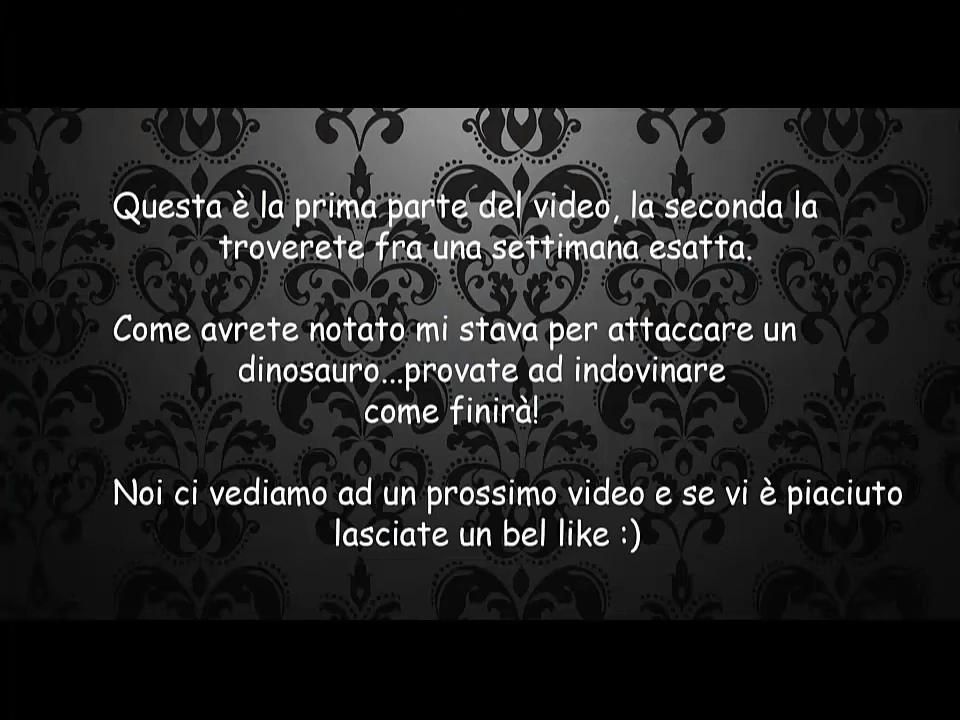 Questa è la prima parte del video, la seconda la
troverete fra una settimana esatta.
Come avrete notato mi stava per attaccare un
dinosauro...provate ad indovinare
come finirà!
Noi ci vediamo ad un prossimo video e se vi è piaciuto
lasciate un bel like :)